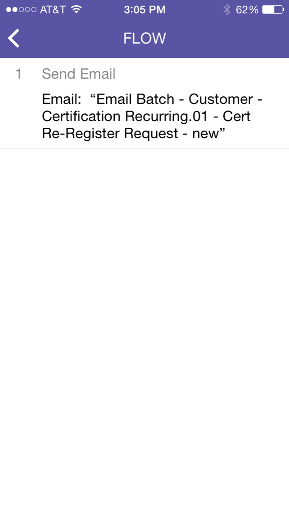 AT&T 3:05 PM 62%
FLOW
1 Send Email
Email: “Email Batch - Customer -
Certification Recurring.01 - Cert
Re-Register Request - new”